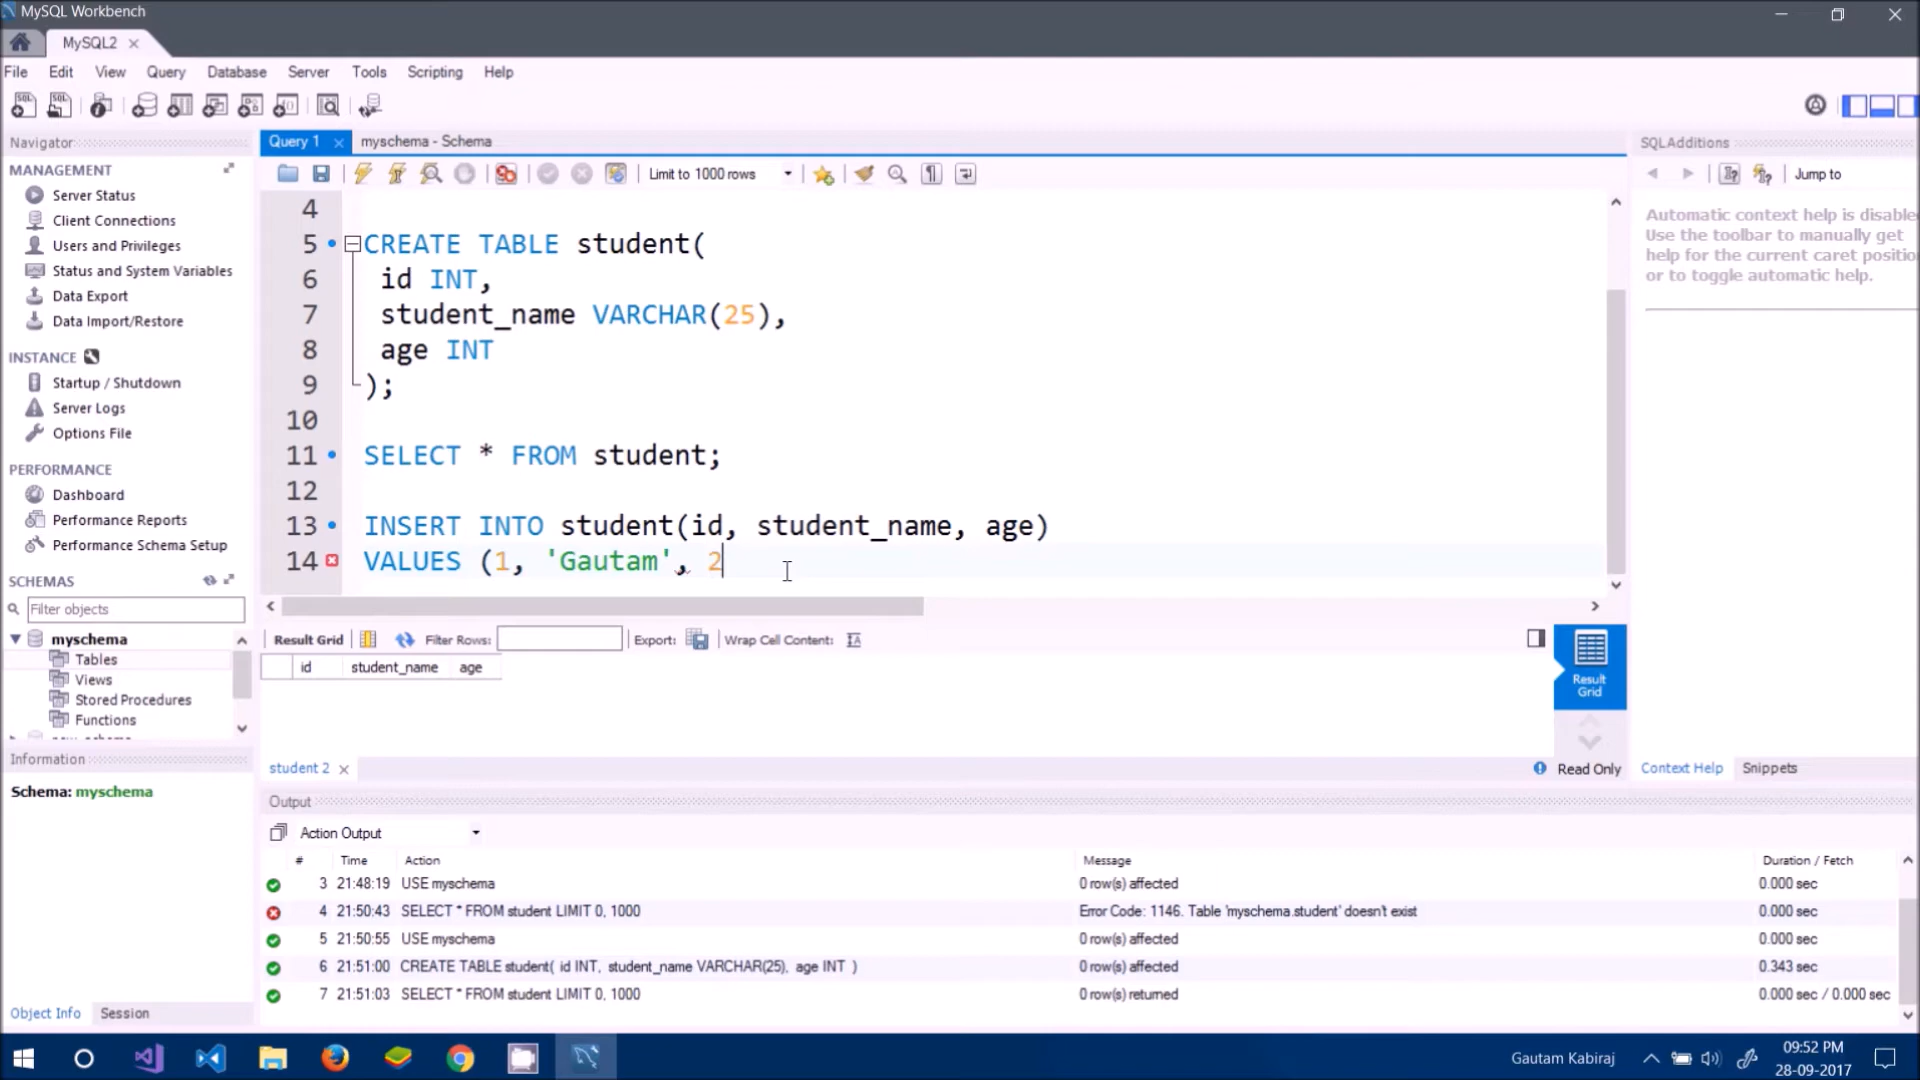 MySQL Workbench
MySQL2
File Edit View Query Database Server Tools Scripting Help
Navigator
MANAGEMENT
Server Status
Client Connections
Users and Privileges
Status and System Variables
Data Export
Data Import/Restore
INSTANCE
Startup / Shutdown
Server Logs
Options File
PERFORMANCE
Dashboard
Performance Reports
Performance Schema Setup
SCHEMAS
Filter objects
myschema
Tables
Views
Stored Procedures
Functions
Information
Schema: myschema
Object Info Session
Query 1 myschema - Schema
Limit to 1000 rows
4
5 CREATE TABLE student(
6 id INT,
7 student_name VARCHAR(25),
8 age INT
9 );
10
11 SELECT * FROM student;
12
13 INSERT INTO student(id, student_name, age)
14 VALUES (1, 'Gautam', 2
Result Grid Filter Rows: Export: Wrap Cell Content:
id student_name age
Result
Grid
student 2 Read Only
SQLAdditions
Jump to
Automatic context help is disable
Use the toolbar to manually get
help for the current caret positio
or to toggle automatic help.
Context Help Snippets
Output
Action Output
# Time Action Message Duration / Fetch
3 21:48:19 USE myschema 0 row(s) affected 0.000 sec
4 21:50:43 SELECT * FROM student LIMIT 0, 1000 Error Code: 1146. Table 'myschema.student' doesn't exist 0.000 sec
5 21:50:55 USE myschema 0 row(s) affected 0.000 sec
6 21:51:00 CREATE TABLE student( id INT, student_name VARCHAR(25), age INT ) 0 row(s) affected 0.343 sec
7 21:51:03 SELECT * FROM student LIMIT 0, 1000 0 row(s) returned 0.000 sec / 0.000 sec
Gautam Kabiraj
09:52 PM
28-09-2017